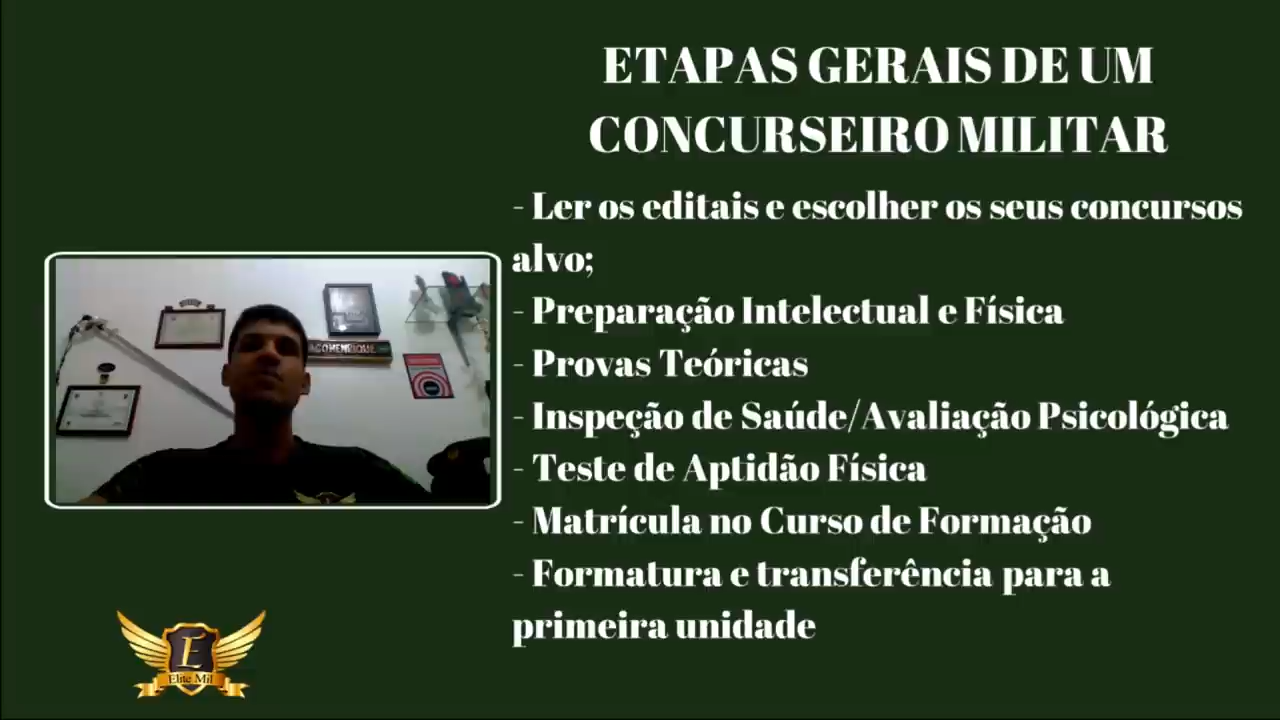 ETAPAS GERAIS DE UM
CONCURSEIRO MILITAR
- Ler os editais e escolher os seus concursos
alvo;
- Preparação Intelectual e Física
- Provas Teóricas
- Inspeção de Saúde/Avaliação Psicológica
- Teste de Aptidão Física
- Matrícula no Curso de Formação
- Formatura e transferência para a
primeira unidade
E
Elite Mil